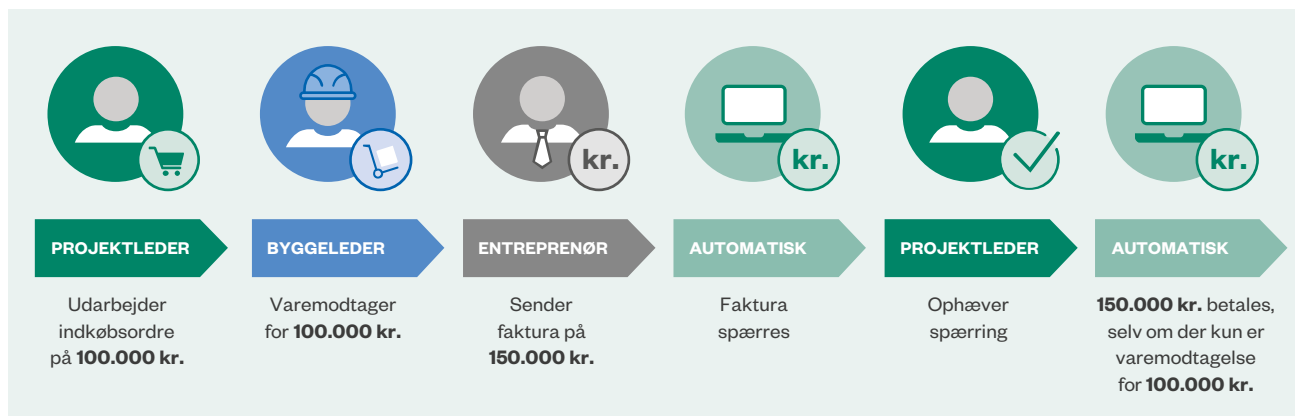 kr.
kr.
kr.
PROJEKTLEDER
BYGGELEDER
ENTREPRENØR
AUTOMATISK
PROJEKTLEDER
AUTOMATISK
Udarbejder
indkøbsordre
på 100.000 kr.
Varemodtager
for 100.000 kr.
Sender
faktura på
150.000 kr.
Faktura
spærres
Ophæver
spærring
150.000 kr. betales,
selv om der kun er
varemodtagelse
for 100.000 kr.